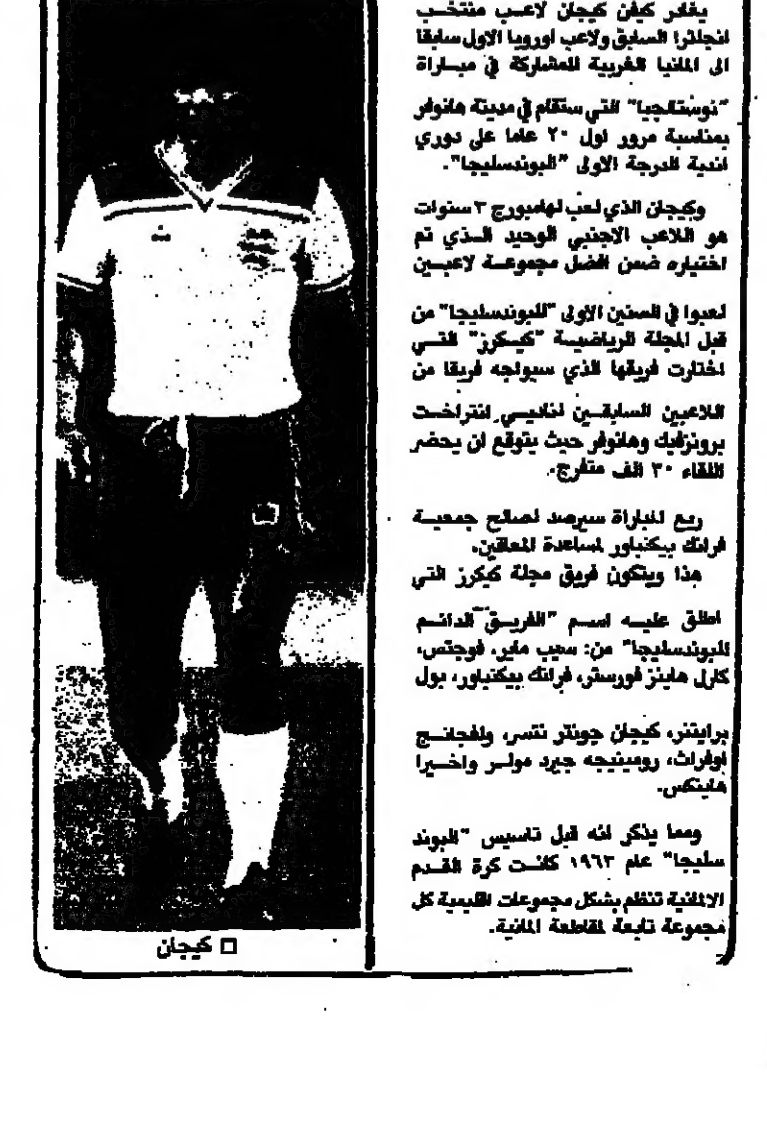 يغادر كيفن كيجان لاعب منتخب
انجلترا السابق ولاعب اوروبا الاول سابقا
الى المانيا الغربية للمشاركة في مباراة
"نوستالجيا" التي ستقام في مدينة هانوفر
بمناسبة مرور اول ٢٠ عاما على دوري
اندية الدرجة الاولى "البوندسليجا".
وكيجان الذي لعب لهامبورج ٣ سنوات
هو اللاعب الاجنبي الوحيد الذي تم
اختياره ضمن افضل مجموعة لاعبين
لعبوا في السنين الاولى "للبوندسليجا" من
قبل المجلة الرياضية "كيكرز" التي
اختارت فريقها الذي سيواجه فريقا من
اللاعبين السابقين لناديي انتراخت
برونزفيك وهانوفر حيث يتوقع ان يحضر
اللقاء ٣٠ الف متفرج.
ريع المباراة سيرصد لصالح جمعية
فرانك بيكنباور لمساعدة المعاقين.
هذا ويتكون فريق مجلة كيكرز التي
اطلق عليه اسم "الفريق الدائم
للبوندسليجا" من: سيب ماير، فوجتس،
كارل هاينز فورستر، فرانك بيكنباور، بول
برايتنر، كيجان جونتر نتسر، ولفجانج
اوفراث، رومينيجه جيرد مولر واخيرا
هاينكس.
ومما يذكر انه قبل تاسيس "البوند
سليجا" عام ١٩٦٣ كانت كرة القدم
الالمانية تنظم بشكل مجموعات اقليمية كل
مجموعة تابعة لمقاطعة المانية.
□ كيجان